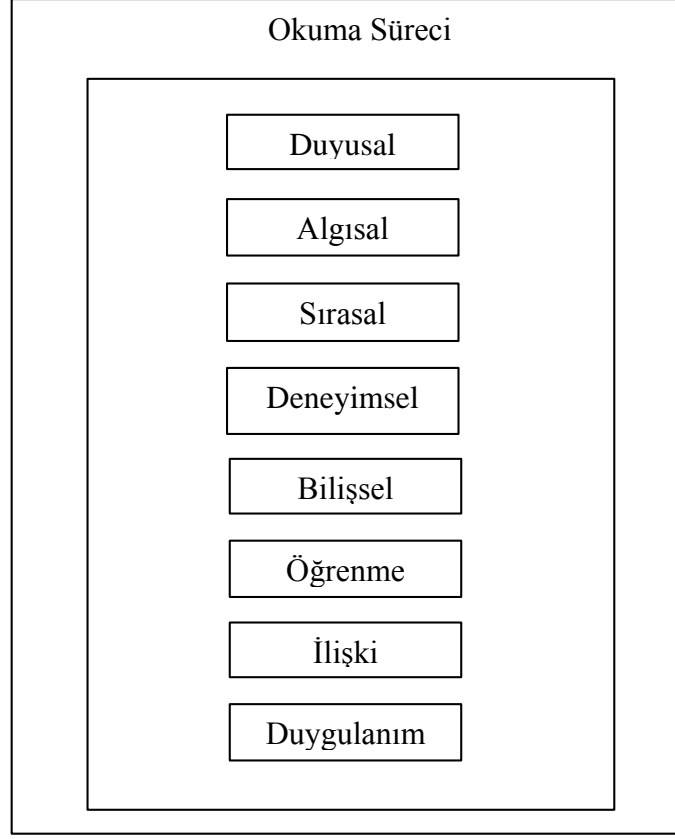 Okuma Süreci
Duyusal
Algısal
Sırasal
Deneyimsel
Bilişsel
Öğrenme
İlişki
Duygulanım